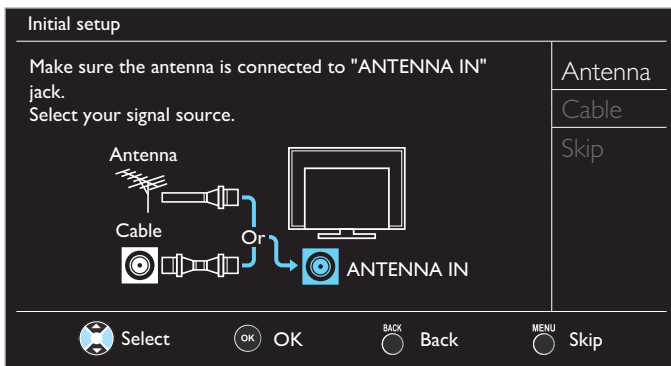 Initial setup
Make sure the antenna is connected to "ANTENNA IN"
jack.
Select your signal source.
Antenna
Cable
Skip
Antenna
Cable
Or
ANTENNA IN
Select
OK
OK
BACK
Back
MENU
Skip